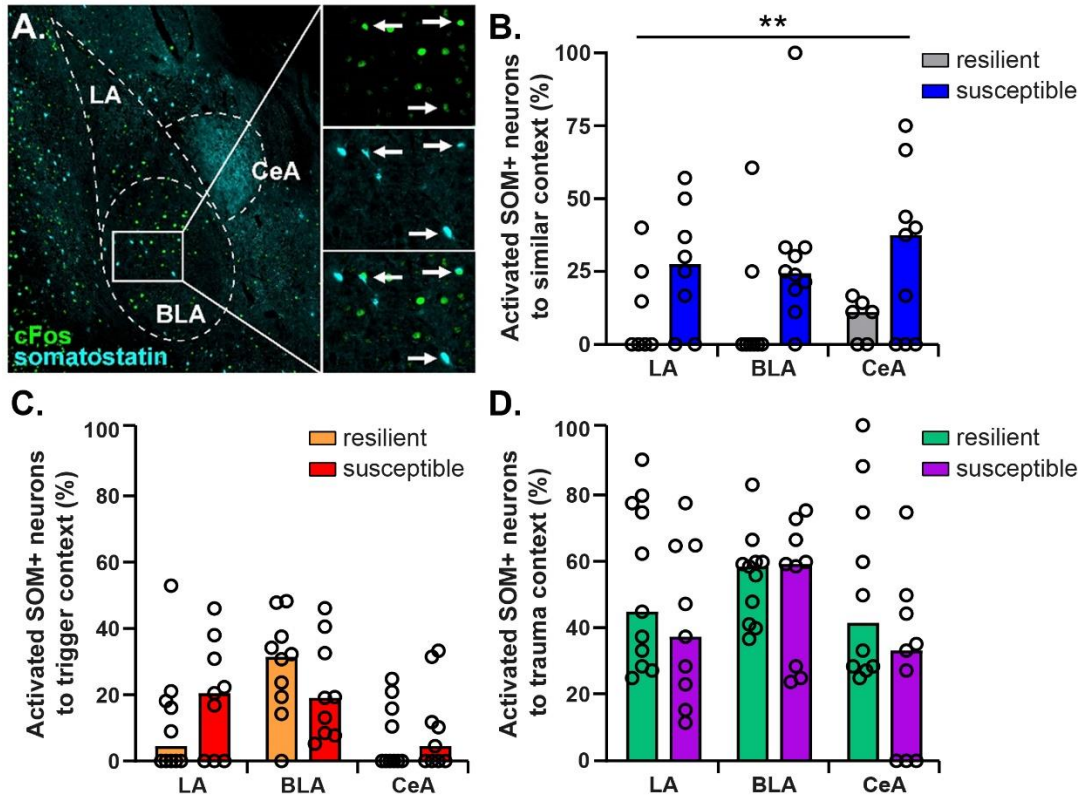 A.
LA
CeA
BLA
cFos
somatostatin
B.
**
resilient
susceptible
Activated SOM+ neurons
to similar context (%)
100
75
50
25
0
LA BLA CeA
C.
resilient
susceptible
Activated SOM+ neurons
to trigger context (%)
100
80
60
40
20
0
LA BLA CeA
D.
resilient
susceptible
Activated SOM+ neurons
to trauma context (%)
100
80
60
40
20
0
LA BLA CeA